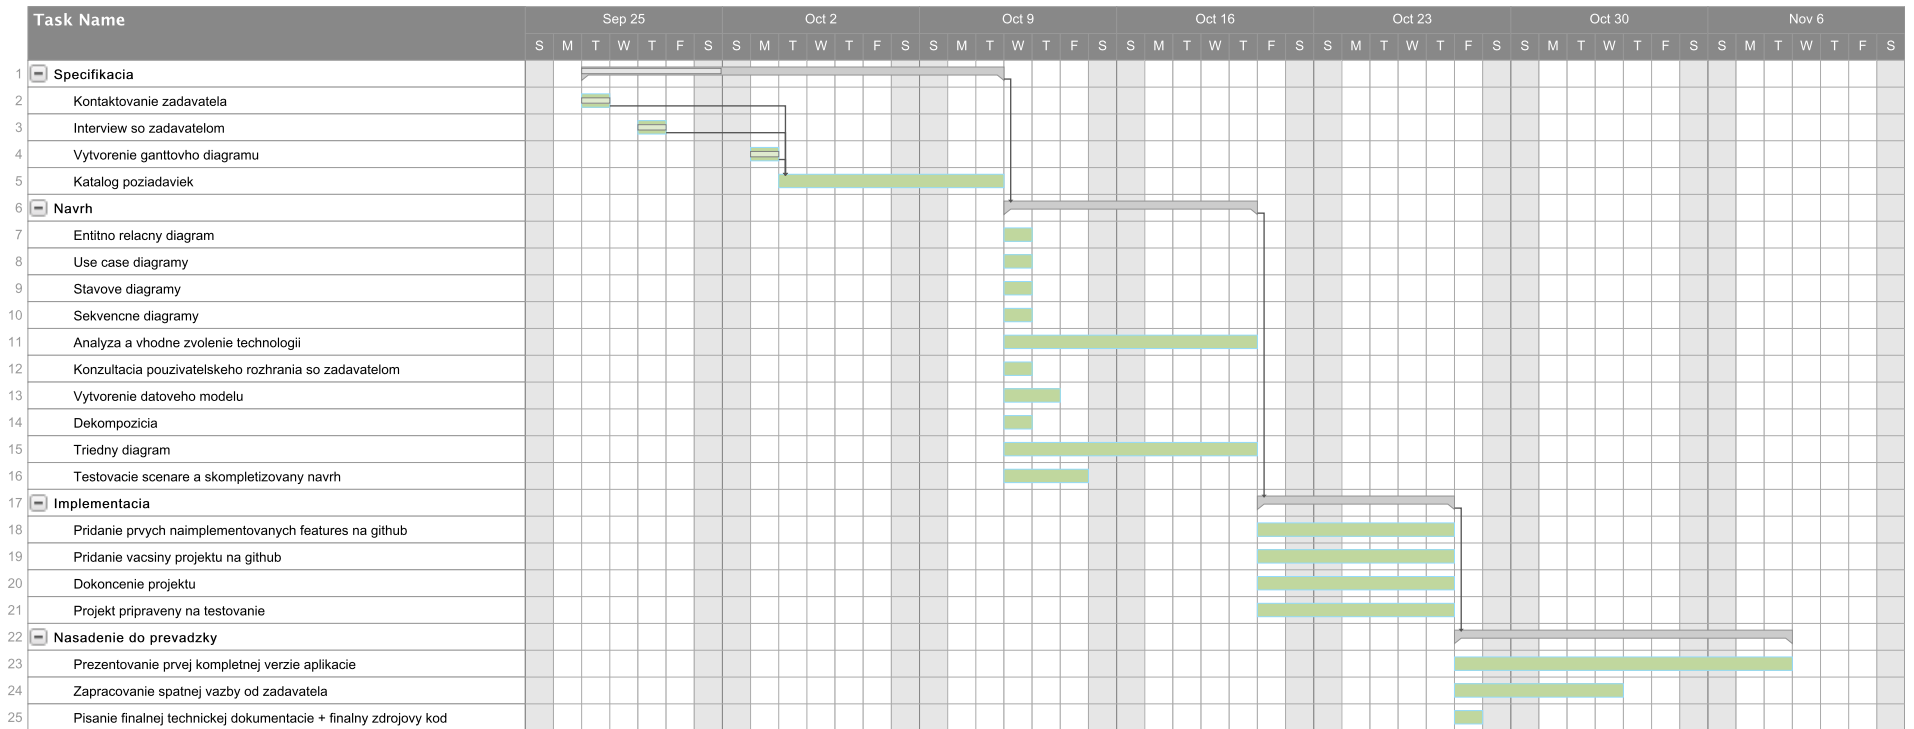 Task Name
Sep 25 Oct 2 Oct 9 Oct 16 Oct 23 Oct 30 Nov 6
S M T W T F S S M T W T F S S M T W T F S S M T W T F S S M T W T F S S M T W T F S S M T W T F S
1 Specifikacia
2 Kontaktovanie zadavatela
3 Interview so zadavatelom
4 Vytvorenie ganttovho diagramu
5 Katalog poziadaviek
6 Navrh
7 Entitno relacny diagram
8 Use case diagramy
9 Stavove diagramy
10 Sekvencne diagramy
11 Analyza a vhodne zvolenie technologii
12 Konzultacia pouzivatelskeho rozhrania so zadavatelom
13 Vytvorenie datoveho modelu
14 Dekompozicia
15 Triedny diagram
16 Testovacie scenare a skompletizovany navrh
17 Implementacia
18 Pridanie prvych naimplementovanych features na github
19 Pridanie vacsiny projektu na github
20 Dokoncenie projektu
21 Projekt pripraveny na testovanie
22 Nasadenie do prevadzky
23 Prezentovanie prvej kompletnej verzie aplikacie
24 Zapracovanie spatnej vazby od zadavatela
25 Pisanie finalnej technickej dokumentacie + finalny zdrojovy kod